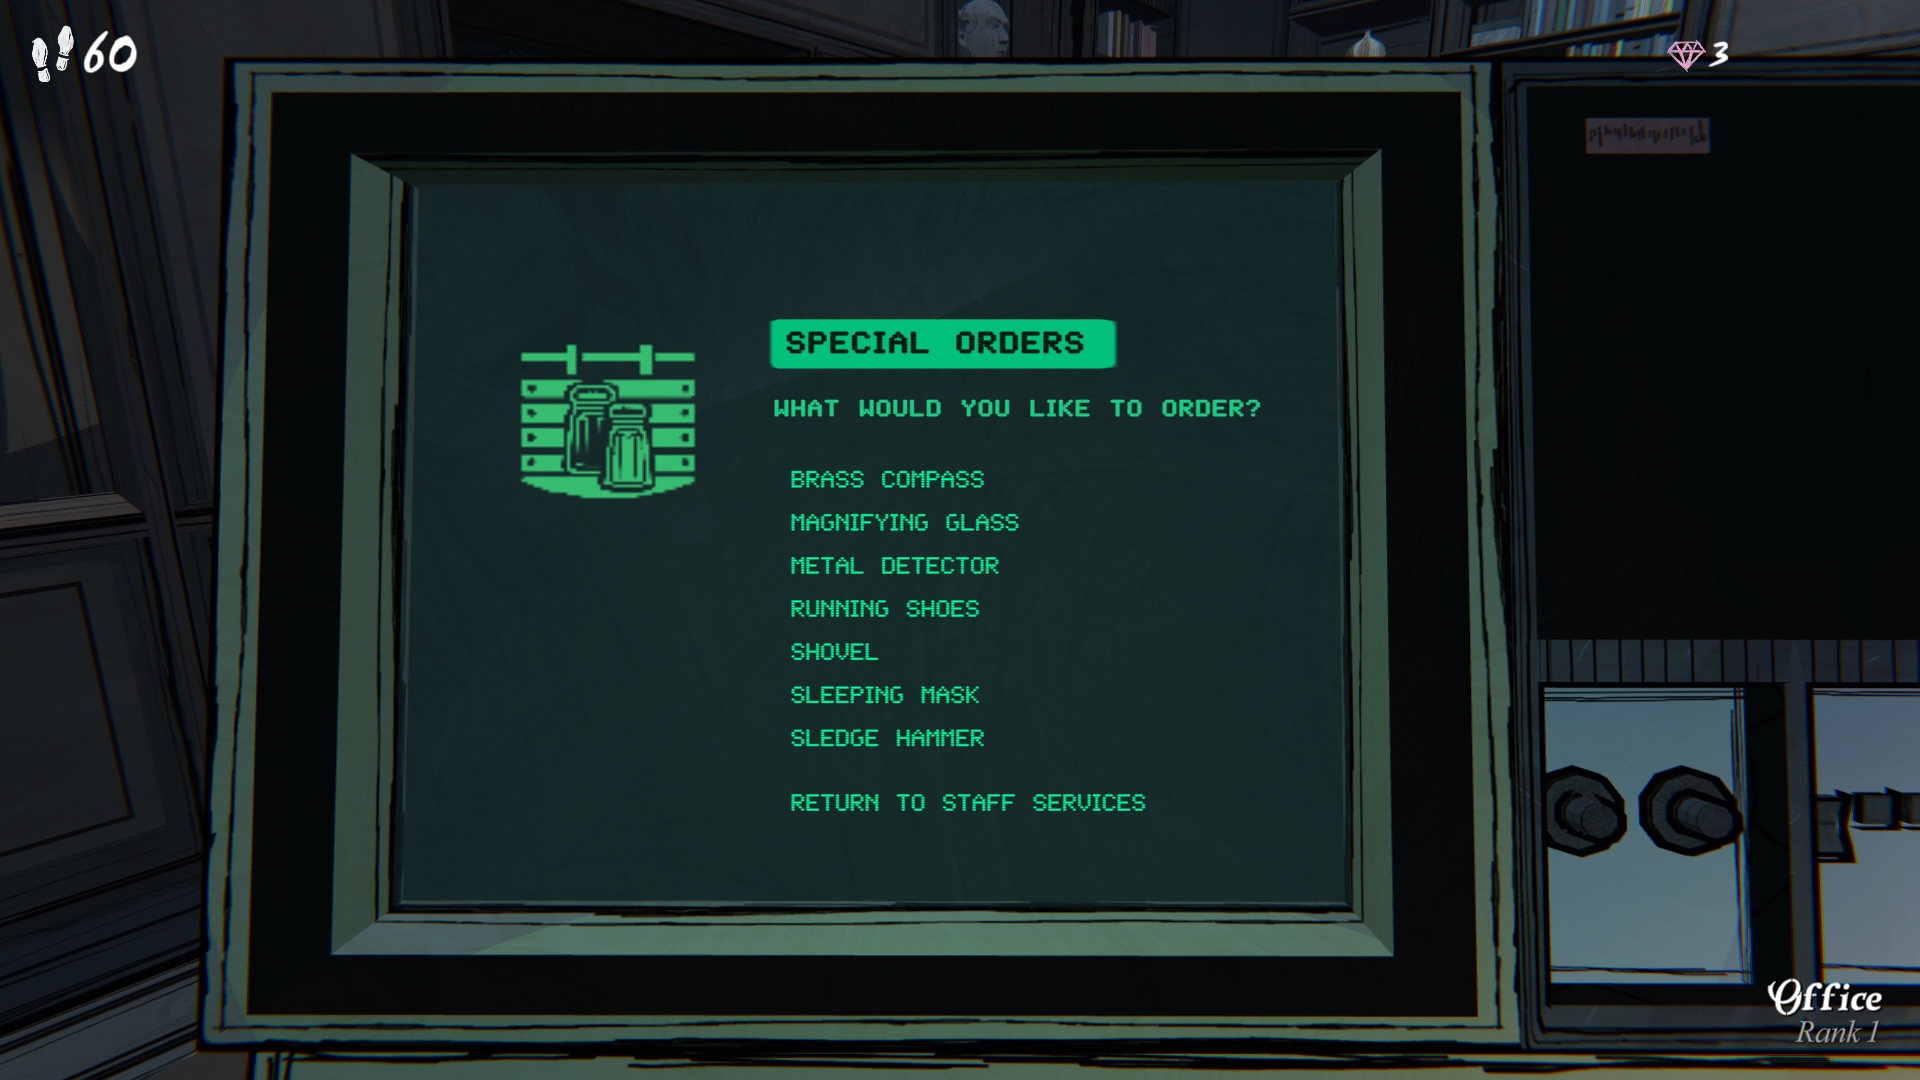 60
3
SPECIAL ORDERS
WHAT WOULD YOU LIKE TO ORDER?
BRASS COMPASS
MAGNIFYING GLASS
METAL DETECTOR
RUNNING SHOES
SHOVEL
SLEEPING MASK
SLEDGE HAMMER
RETURN TO STAFF SERVICES
Office
Rank 1